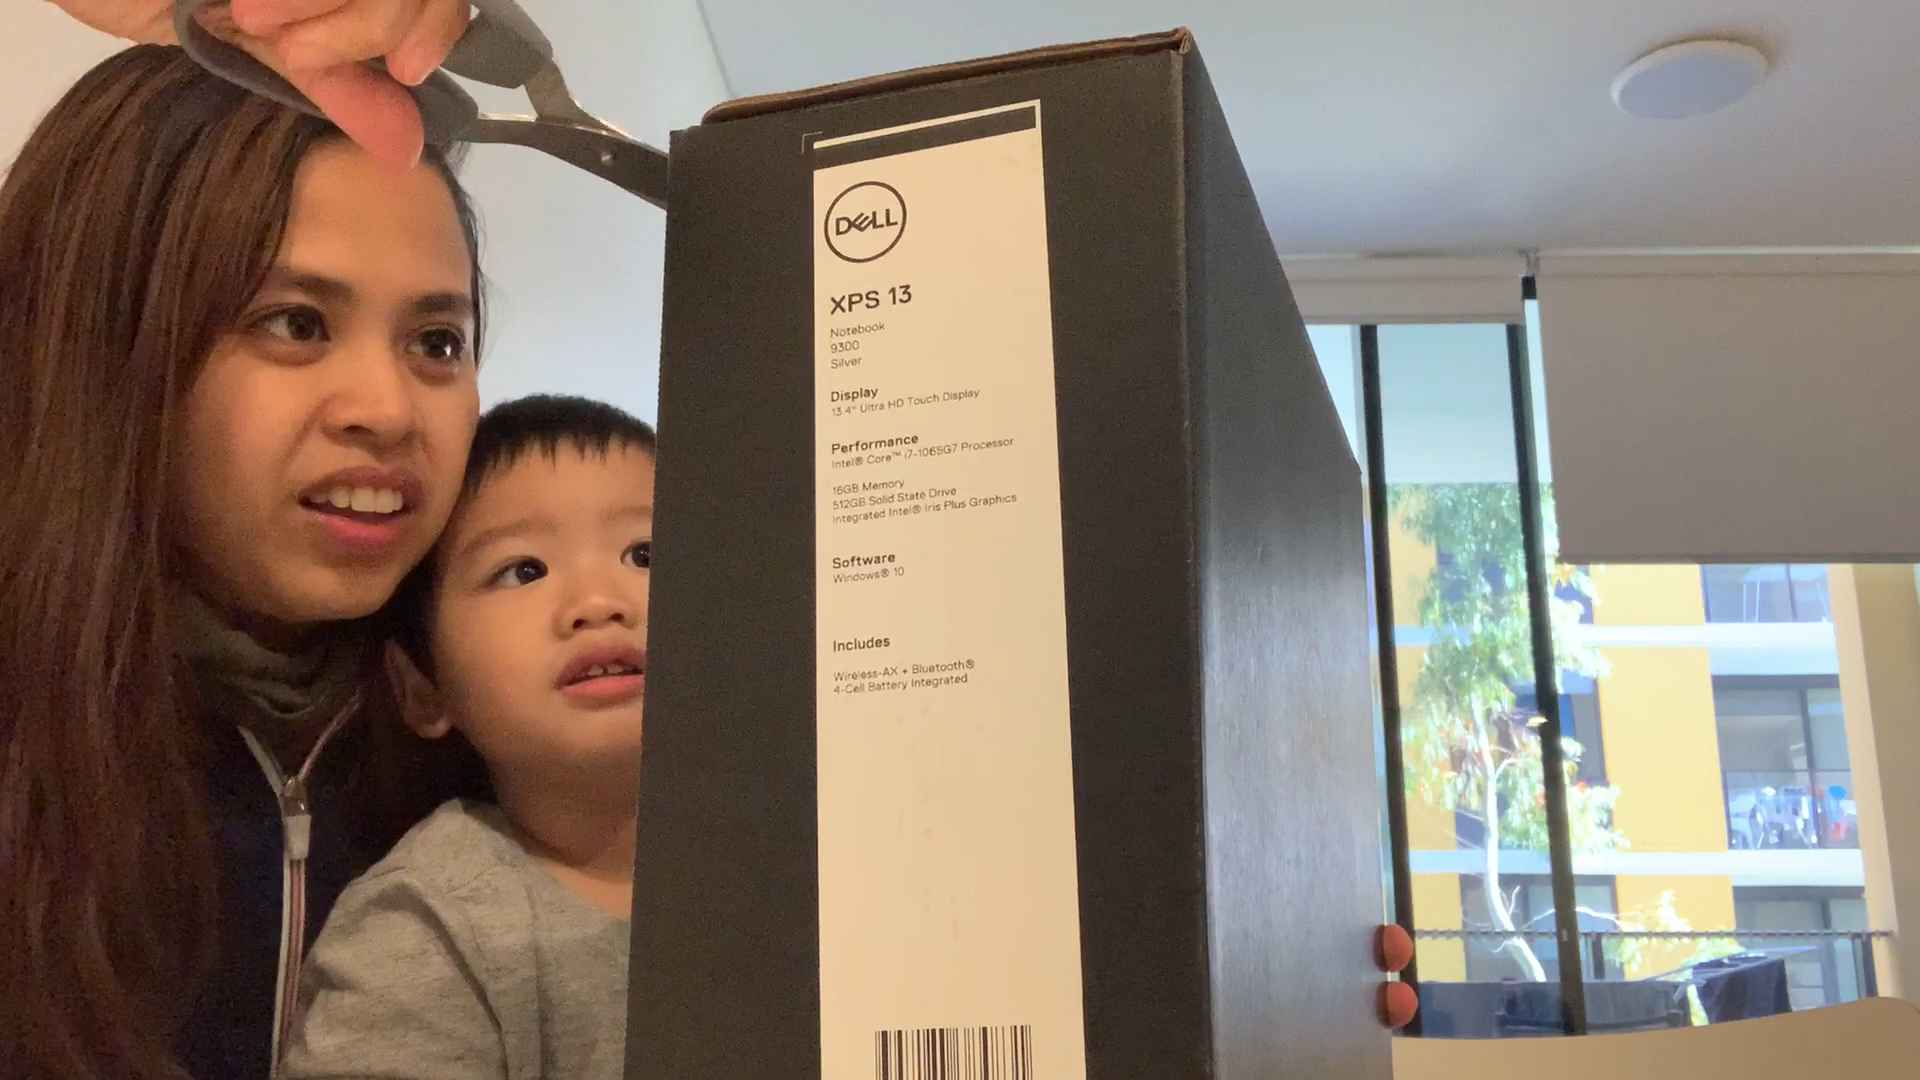 DELL
XPS 13
Notebook
9300
Silver
Display
13.4" Ultra HD Touch Display
Performance
Intel® Core™ i7-1065G7 Processor
16GB Memory
512GB Solid State Drive
Integrated Intel® Iris Plus Graphics
Software
Windows® 10
Includes
Wireless-AX + Bluetooth®
4-Cell Battery Integrated